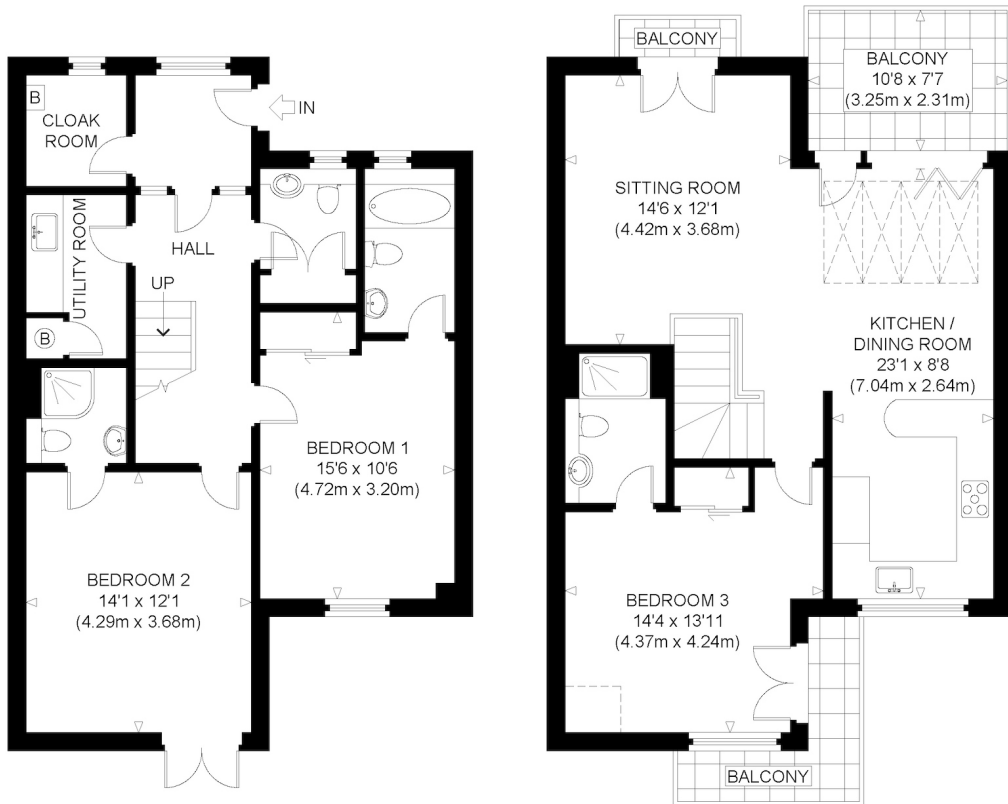 B
CLOAK
ROOM
IN
UTILITY ROOM
HALL
UP
B
BEDROOM 1
15'6 x 10'6
(4.72m x 3.20m)
BEDROOM 2
14'1 x 12'1
(4.29m x 3.68m)
BALCONY
BALCONY
10'8 x 7'7
(3.25m x 2.31m)
SITTING ROOM
14'6 x 12'1
(4.42m x 3.68m)
KITCHEN /
DINING ROOM
23'1 x 8'8
(7.04m x 2.64m)
BEDROOM 3
14'4 x 13'11
(4.37m x 4.24m)
BALCONY